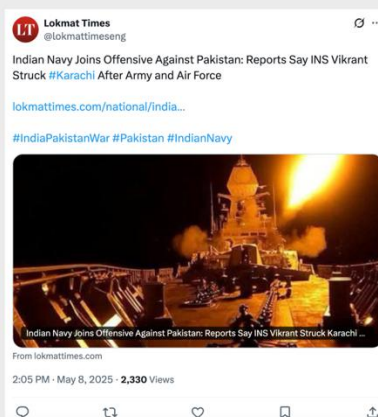 LT
Lokmat Times
@lokmattimeseng
Indian Navy Joins Offensive Against Pakistan: Reports Say INS Vikrant
Struck #Karachi After Army and Air Force
lokmattimes.com/national/india...
#IndiaPakistanWar #Pakistan #IndianNavy
Indian Navy Joins Offensive Against Pakistan: Reports Say INS Vikrant Struck Karachi ...
From lokmattimes.com
2:05 PM · May 8, 2025 · 2,330 Views